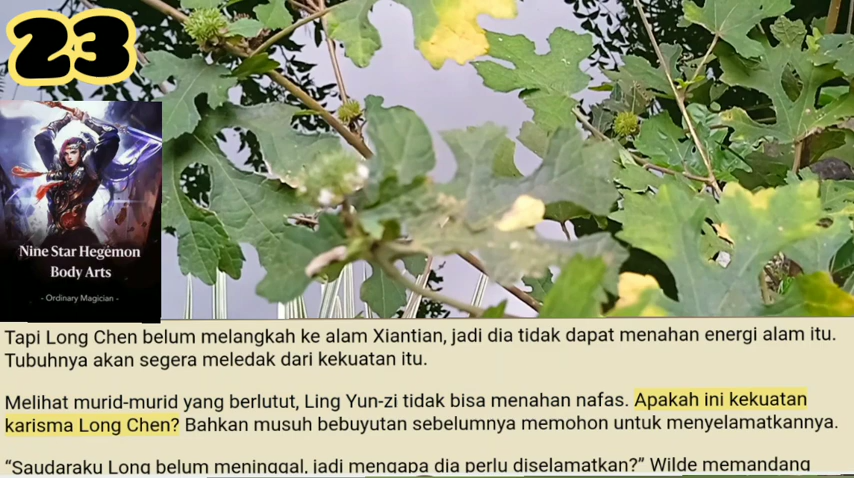 23
Nine Star Hegemon
Body Arts
- Ordinary Magician -
Tapi Long Chen belum melangkah ke alam Xiantian, jadi dia tidak dapat menahan energi alam itu.
Tubuhnya akan segera meledak dari kekuatan itu.
Melihat murid-murid yang berlutut, Ling Yun-zi tidak bisa menahan nafas. Apakah ini kekuatan
karisma Long Chen? Bahkan musuh bebuyutan sebelumnya memohon untuk menyelamatkannya.
“Saudaraku Long belum meninggal, jadi mengapa dia perlu diselamatkan?” Wilde memandang